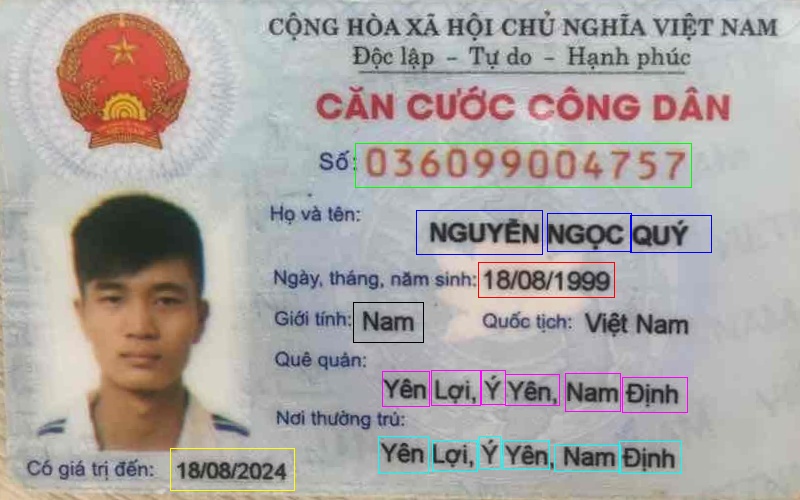 CỘNG HÒA XÃ HỘI CHỦ NGHĨA VIỆT NAM
Độc lập - Tự do - Hạnh phúc
CĂN CƯỚC CÔNG DÂN
Số: 036099004757
Họ và tên:
NGUYỄN NGỌC QUÝ
Ngày, tháng, năm sinh: 18/08/1999
Giới tính: Nam Quốc tịch: Việt Nam
Quê quán:
Yên Lợi, Ý Yên, Nam Định
Nơi thường trú:
Yên Lợi, Ý Yên, Nam Định
Có giá trị đến: 18/08/2024